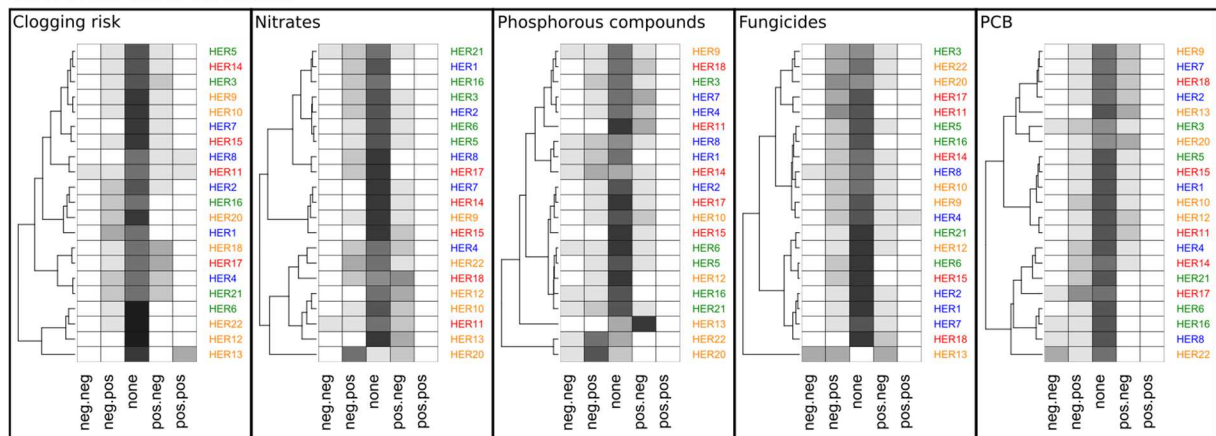 Clogging risk
HER5
HER14
HER3
HER9
HER10
HER7
HER15
HER8
HER11
HER2
HER16
HER20
HER1
HER18
HER17
HER4
HER21
HER6
HER22
HER12
HER13
neg.neg
neg.pos
none
pos.neg
pos.pos
Nitrates
HER21
HER1
HER16
HER3
HER2
HER6
HER5
HER8
HER17
HER7
HER14
HER9
HER15
HER4
HER22
HER18
HER12
HER10
HER11
HER13
HER20
neg.neg
neg.pos
none
pos.neg
pos.pos
Phosphorous compounds
HER9
HER18
HER3
HER7
HER4
HER11
HER8
HER1
HER14
HER2
HER17
HER10
HER15
HER6
HER5
HER12
HER16
HER21
HER13
HER22
HER20
neg.neg
neg.pos
none
pos.neg
pos.pos
Fungicides
HER3
HER22
HER20
HER17
HER11
HER5
HER16
HER14
HER8
HER10
HER9
HER4
HER21
HER12
HER6
HER15
HER2
HER1
HER7
HER18
HER13
neg.neg
neg.pos
none
pos.neg
pos.pos
PCB
HER9
HER7
HER18
HER2
HER13
HER3
HER20
HER5
HER15
HER1
HER10
HER12
HER11
HER4
HER14
HER21
HER17
HER6
HER16
HER8
HER22
neg.neg
neg.pos
none
pos.neg
pos.pos